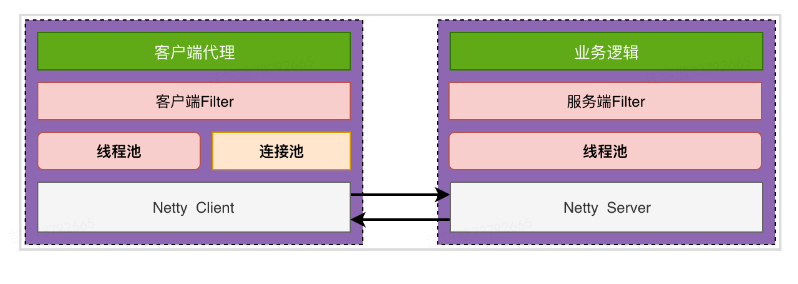 客户端代理
客户端Filter
线程池
连接池
Netty Client
业务逻辑
服务端Filter
线程池
Netty Server